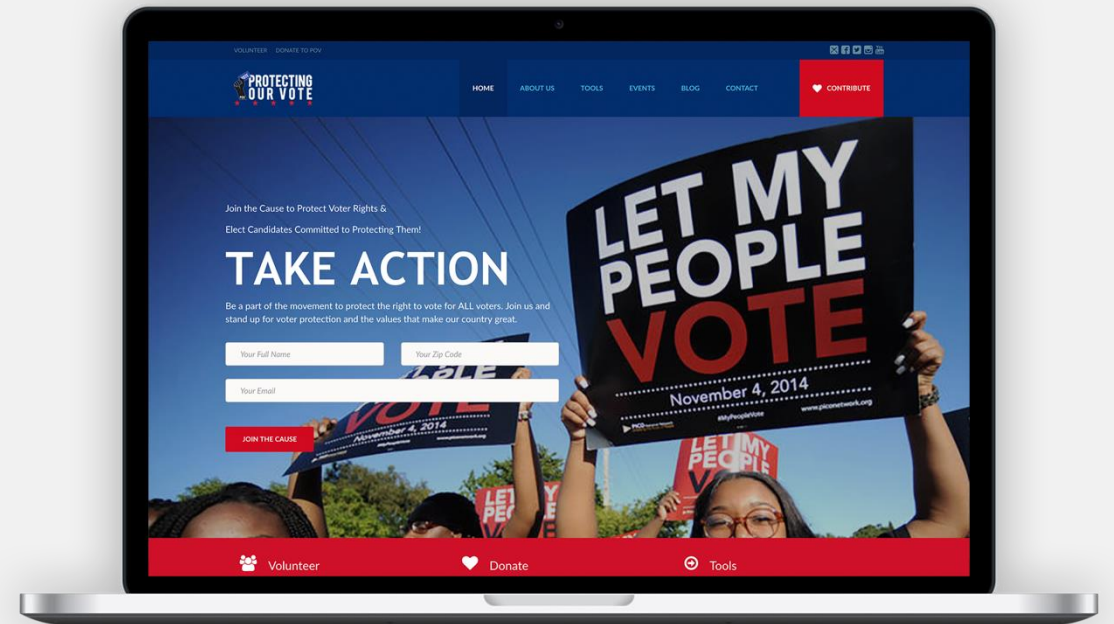 VOLUNTEER DONATE TO POV
PROTECTING
OUR VOTE
HOME ABOUT US TOOLS EVENTS BLOG CONTACT CONTRIBUTE
Join the Cause to Protect Voter Rights &
Elect Candidates Committed to Protecting Them!
TAKE ACTION
Be a part of the movement to protect the right to vote for ALL voters. Join us and
stand up for voter protection and the values that make our country great.
Your Full Name Your Zip Code
Your Email
JOIN THE CAUSE
LET MY
PEOPLE
VOTE
November 4, 2014
#MyPeopleVote
www.piconetwork.org
PICO
VOTE
November 4, 2014
www.piconetwork.org
LET MY
PEOPLE
Volunteer Donate Tools